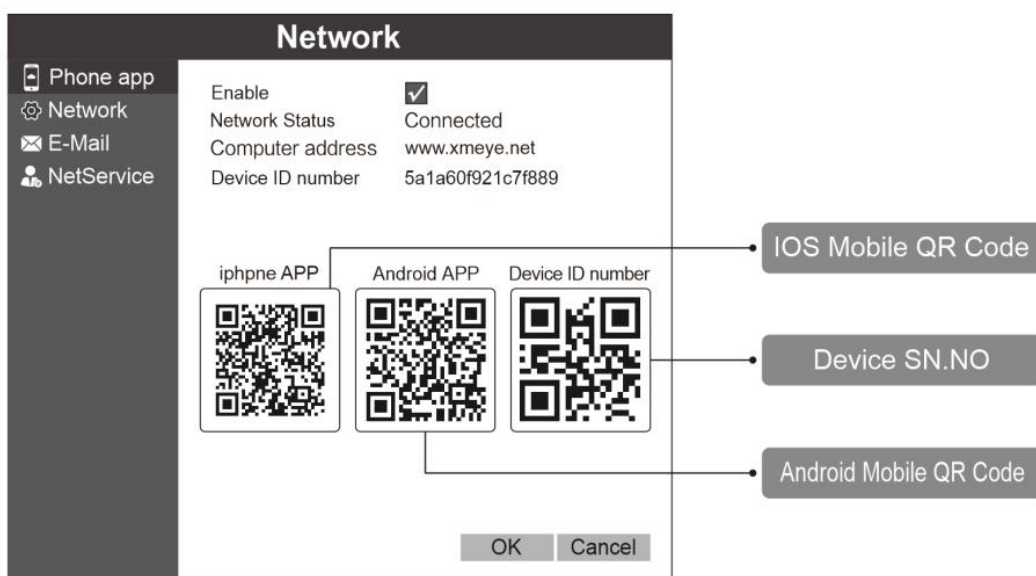 Network
Phone app
Network
E-Mail
NetService
Enable
Network Status Connected
Computer address www.xmeye.net
Device ID number 5a1a60f921c7f889
iphpne APP Android APP Device ID number
IOS Mobile QR Code
Device SN.NO
Android Mobile QR Code
OK Cancel